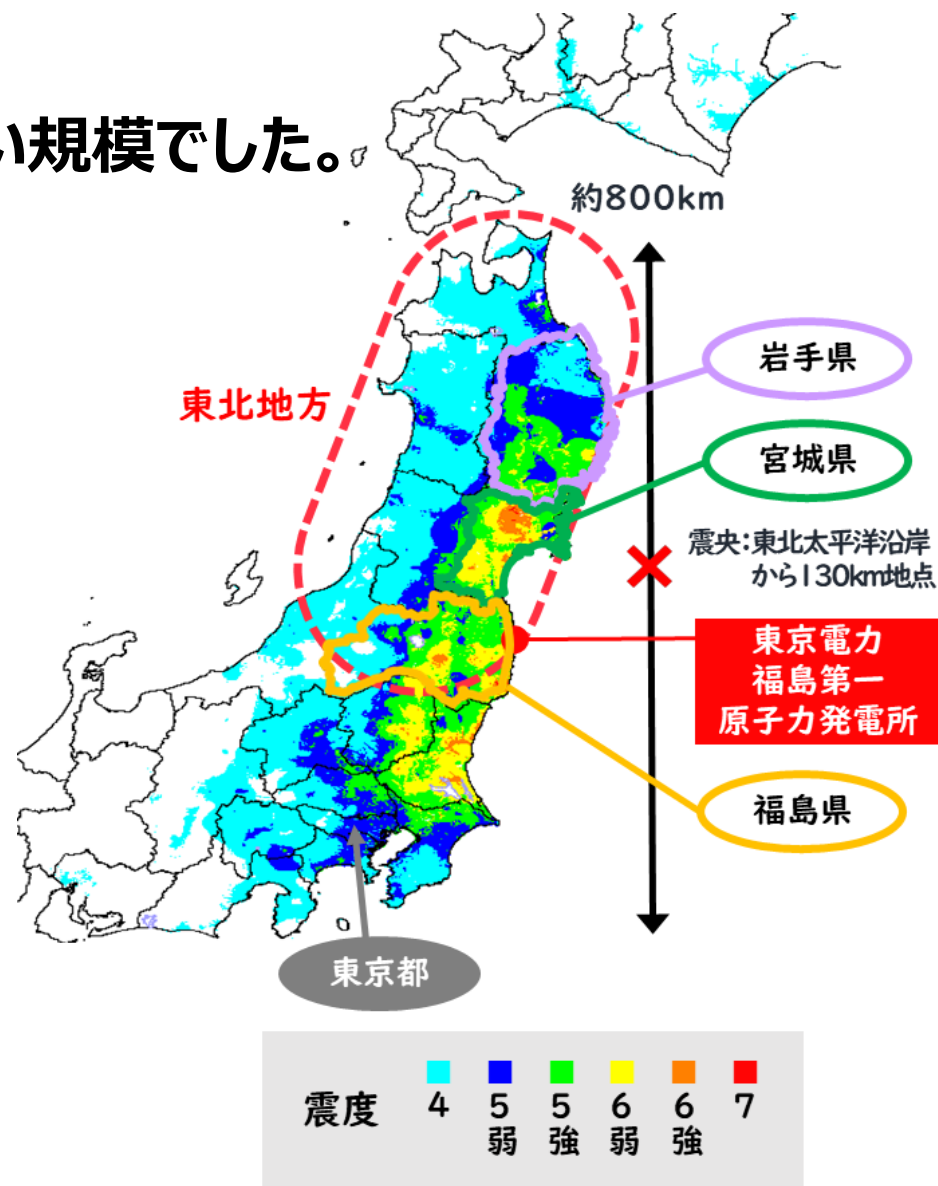 い規模でした。
約800km
岩手県
東北地方
宮城県
震央：東北太平洋沿岸
から130km地点
東京電力
福島第一
原子力発電所
福島県
東京都
震度 4 5弱 5強 6弱 6強 7